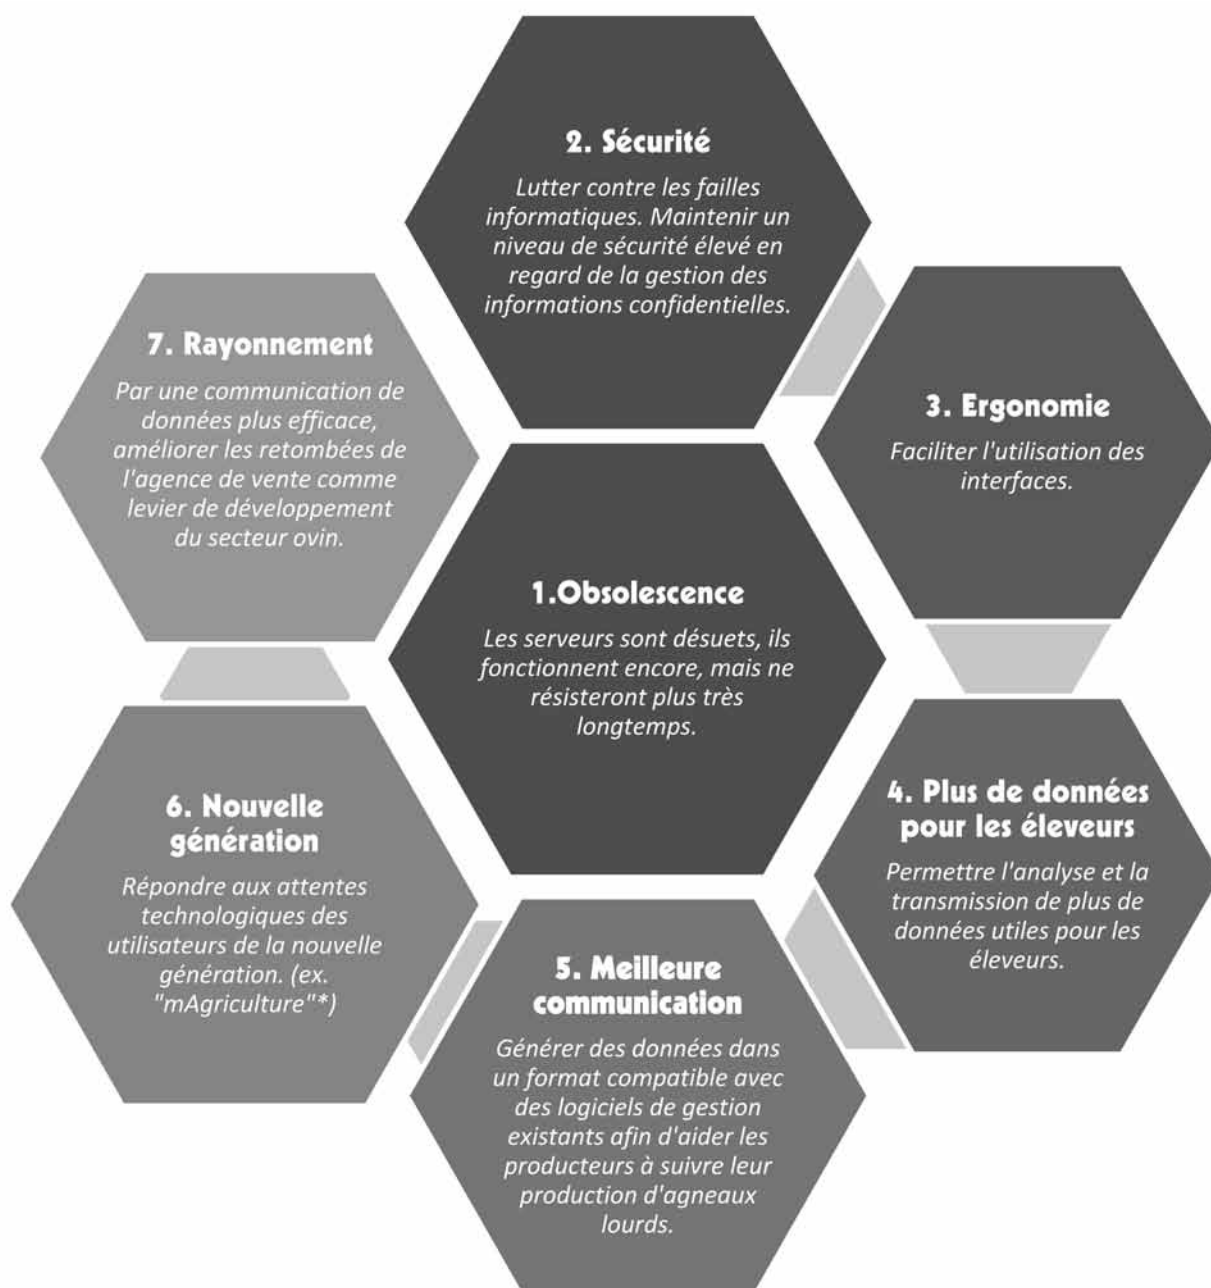 2. Sécurité
Lutter contre les failles
informatiques. Maintenir un
niveau de sécurité élevé en
regard de la gestion des
informations confidentielles.
7. Rayonnement
Par une communication de
données plus efficace,
améliorer les retombées de
l'agence de vente comme
levier de développement
du secteur ovin.
3. Ergonomie
Faciliter l'utilisation des
interfaces.
1.Obsolescence
Les serveurs sont désuets, ils
fonctionnent encore, mais ne
résisteront plus très
longtemps.
6. Nouvelle
génération
Répondre aux attentes
technologiques des
utilisateurs de la nouvelle
génération. (ex.
"mAgriculture"*)
4. Plus de données
pour les éleveurs
Permettre l'analyse et la
transmission de plus de
données utiles pour les
éleveurs.
5. Meilleure
communication
Générer des données dans
un format compatible avec
des logiciels de gestion
existants afin d'aider les
producteurs à suivre leur
production d'agneaux
lourds.